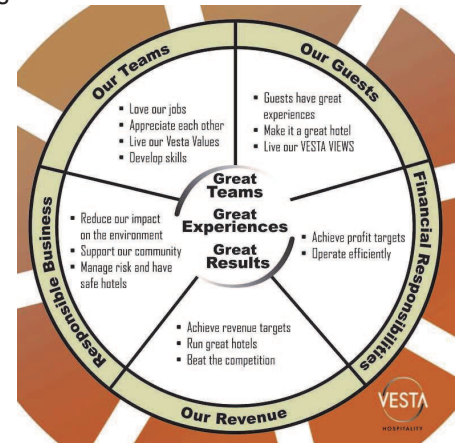 Our Teams
Love our jobs
Appreciate each other
Live our Vesta Values
Develop skills
Our Guests
Guests have great
experiences
Make it a great hotel
Live our VESTA VIEWS
Great
Teams
Great
Experiences
Great
Results
Responsible Business
Reduce our impact
on the environment
Support our community
Manage risk and have
safe hotels
Financial Responsibilities
Achieve profit targets
Operate efficiently
Achieve revenue targets
Run great hotels
Beat the competition
Our Revenue
VESTA
HOSPITALITY